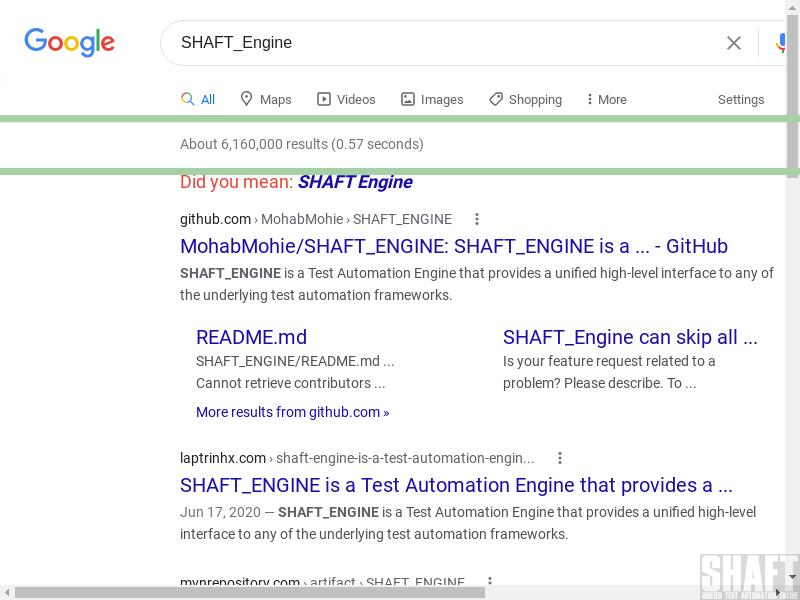 Google
SHAFT_Engine
All
Maps
Videos
Images
Shopping
More
Settings
About 6,160,000 results (0.57 seconds)
Did you mean: SHAFT Engine
github.com › MohabMohie › SHAFT_ENGINE
MohabMohie/SHAFT_ENGINE: SHAFT_ENGINE is a ... - GitHub
SHAFT_ENGINE is a Test Automation Engine that provides a unified high-level interface to any of
the underlying test automation frameworks.
README.md
SHAFT_ENGINE/README.md ...
Cannot retrieve contributors ...
SHAFT_Engine can skip all ...
Is your feature request related to a
problem? Please describe. To ...
More results from github.com »
laptrinhx.com › shaft-engine-is-a-test-automation-engin...
SHAFT_ENGINE is a Test Automation Engine that provides a ...
Jun 17, 2020 — SHAFT_ENGINE is a Test Automation Engine that provides a unified high-level
interface to any of the underlying test automation frameworks.
mvnrepository.com › artifact › SHAFT_ENGINE
SHAFT
UNIFIED TEST AUTOMATION ENGINE